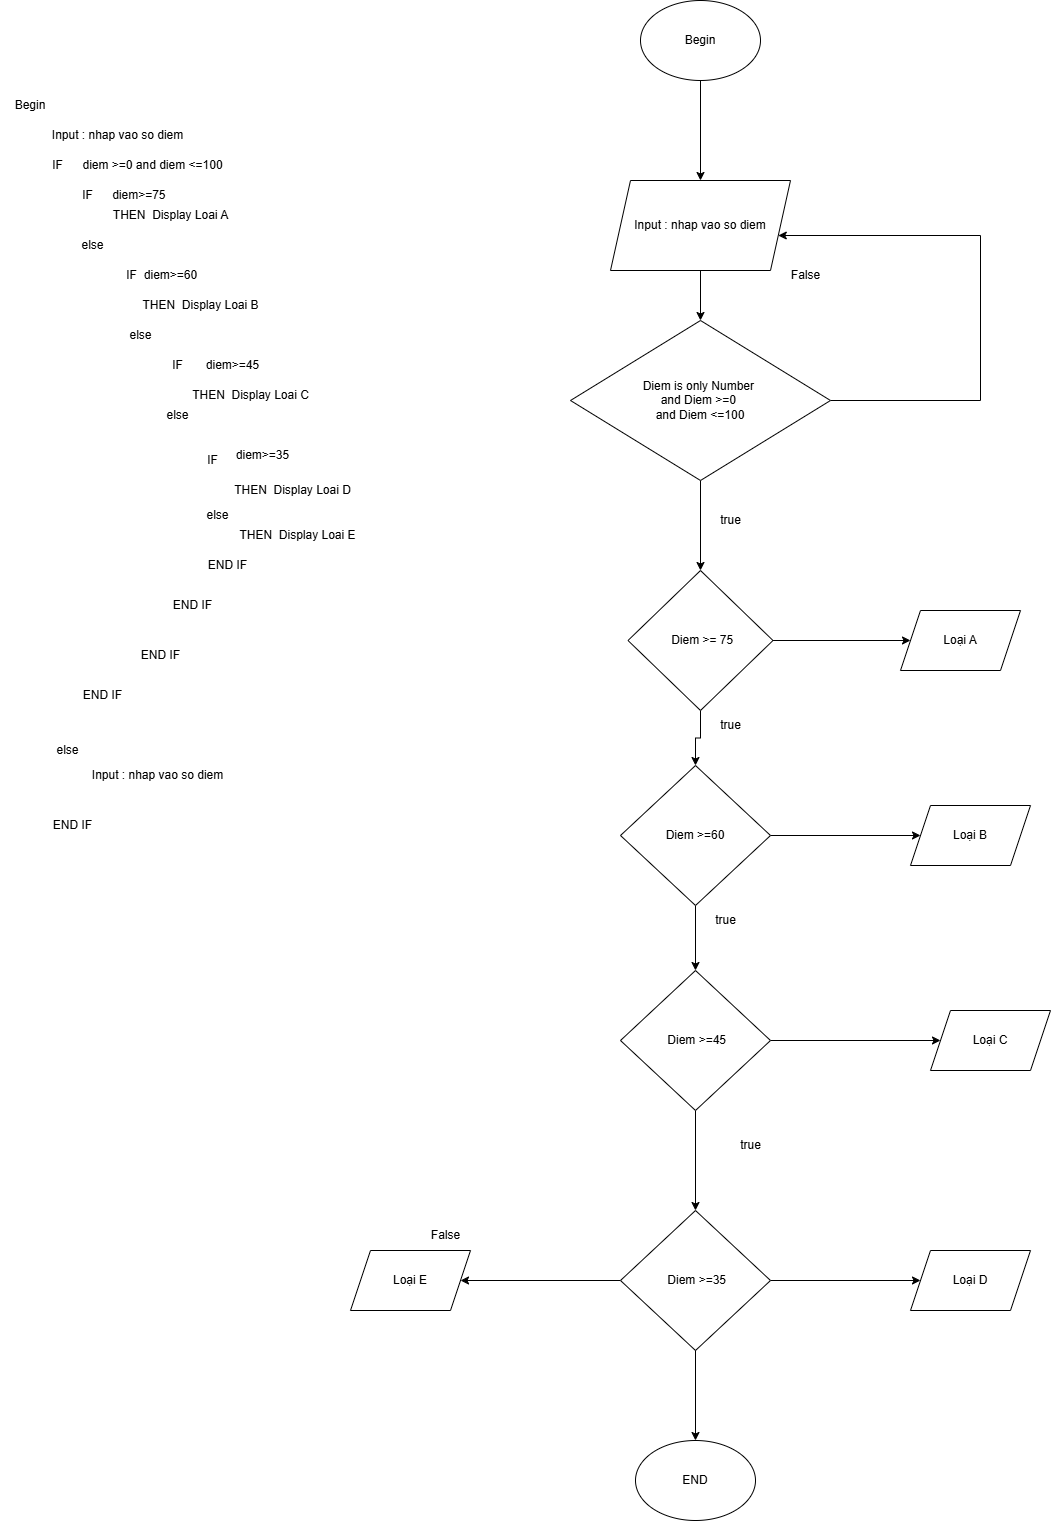 Begin
Input : nhap vao so diem
IF diem >=0 and diem <=100
IF diem>=75
THEN Display Loai A
else
IF diem>=60
THEN Display Loai B
else
IF diem>=45
THEN Display Loai C
else
IF diem>=35
THEN Display Loai D
else
THEN Display Loai E
END IF
END IF
END IF
END IF
else
Input : nhap vao so diem
END IF
Begin
Input : nhap vao so diem
False
Diem is only Number
and Diem >=0
and Diem <=100
true
Diem >= 75
Loại A
true
Diem >=60
Loại B
true
Diem >=45
Loại C
true
False
Loại E
Diem >=35
Loại D
END